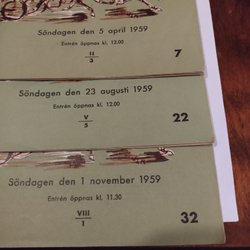 Söndagen den 5 april 1959
Entrén öppnas kl. 12.00
II
3
7
Söndagen den 23 augusti 1959
Entrén öppnas kl. 12.00
V
5
22
Söndagen den 1 november 1959
Entrén öppnas kl. 11.30
VIII
1
32